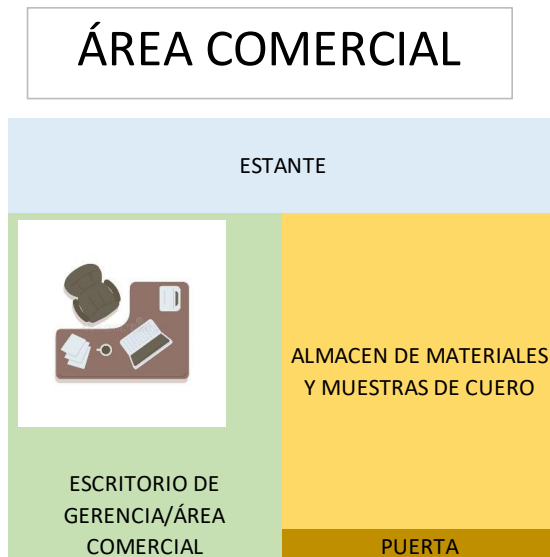 ÁREA COMERCIAL
ESTANTE
ALMACEN DE MATERIALES
Y MUESTRAS DE CUERO
ESCRITORIO DE
GERENCIA/ÁREA
COMERCIAL
PUERTA